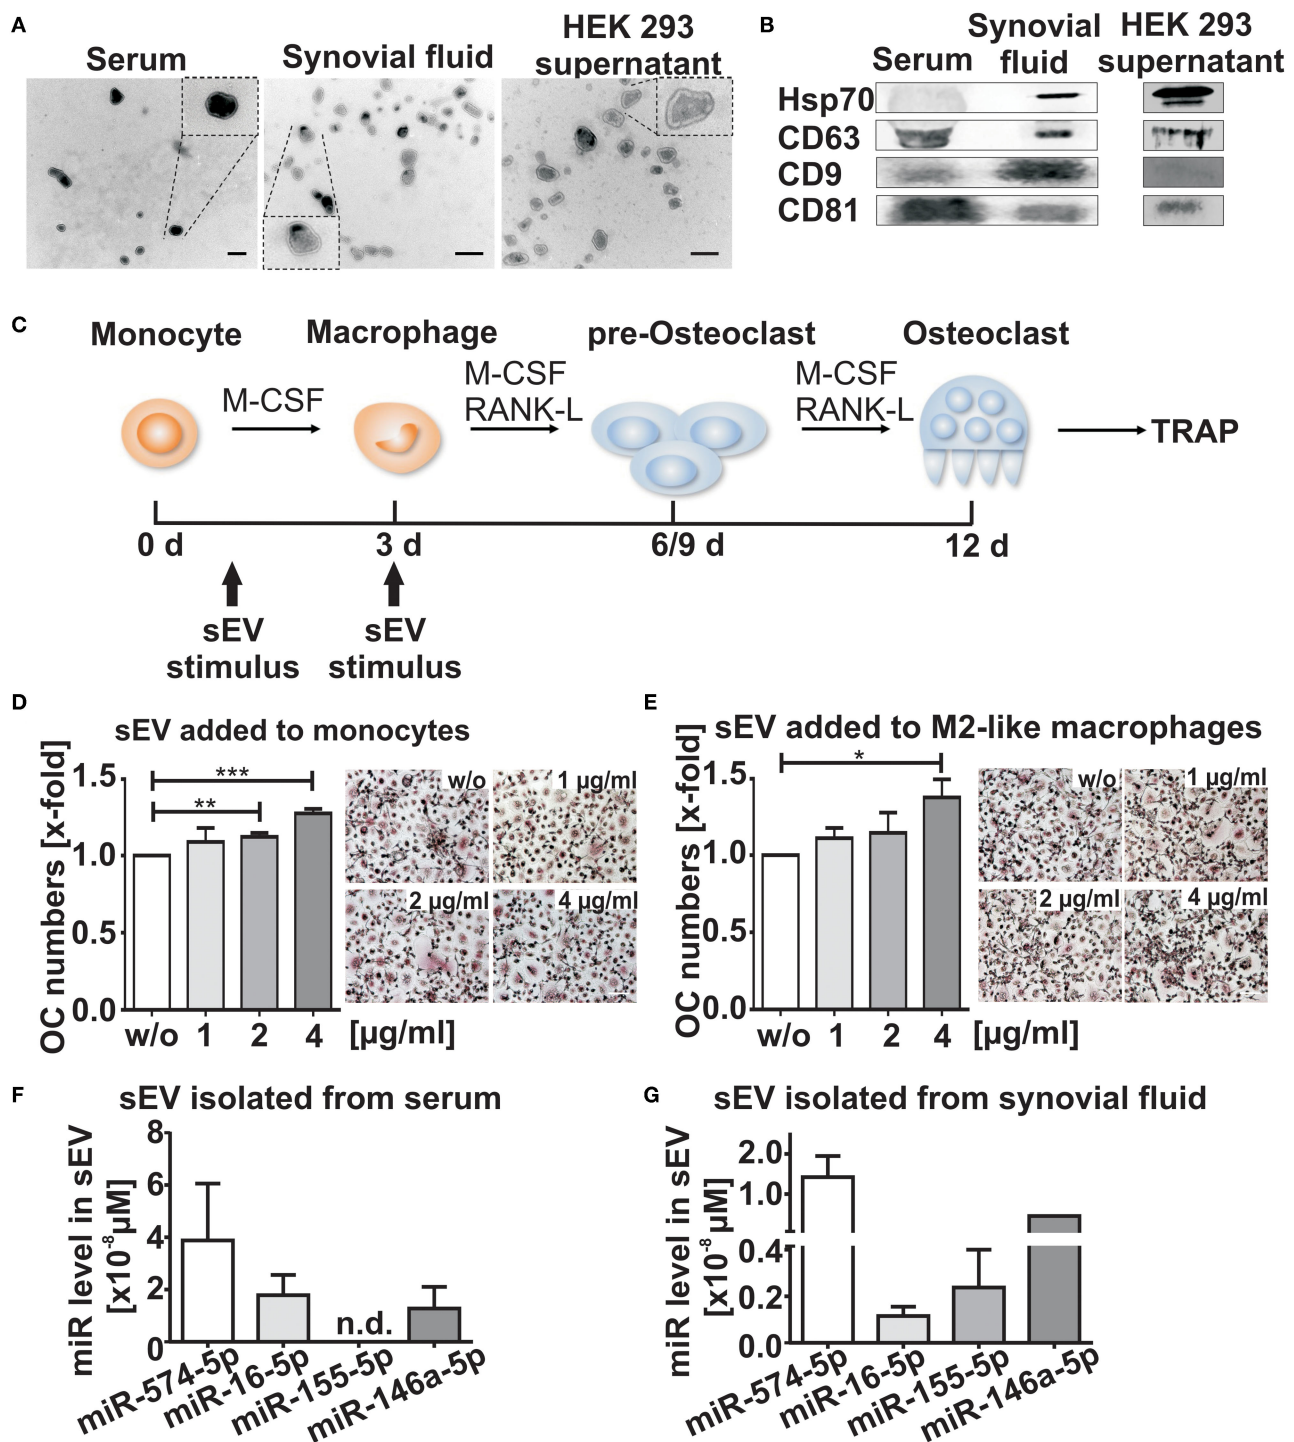 A
Serum
Synovial fluid
HEK 293
supernatant
B
Serum
Synovial
fluid
HEK 293
supernatant
Hsp70
CD63
CD9
CD81
C
Monocyte
Macrophage
pre-Osteoclast
Osteoclast
M-CSF
M-CSF
RANK-L
M-CSF
RANK-L
TRAP
0 d
3 d
6/9 d
12 d
sEV
stimulus
sEV
stimulus
D
sEV added to monocytes
OC numbers [x-fold]
1.5
1.0
0.5
0.0
***
**
w/o
1
2
4
[µg/ml]
w/o
1 µg/ml
2 µg/ml
4 µg/ml
E
sEV added to M2-like macrophages
OC numbers [x-fold]
1.5
1.0
0.5
0.0
*
w/o
1
2
4
[µg/ml]
w/o
1 µg/ml
2 µg/ml
4 µg/ml
F
sEV isolated from serum
miR level in sEV
[x10⁻⁸µM]
8
6
4
2
0
n.d.
miR-574-5p
miR-16-5p
miR-155-5p
miR-146a-5p
G
sEV isolated from synovial fluid
miR level in sEV
[x10⁻⁸µM]
2.0
1.0
0.4
0.2
0.0
miR-574-5p
miR-16-5p
miR-155-5p
miR-146a-5p